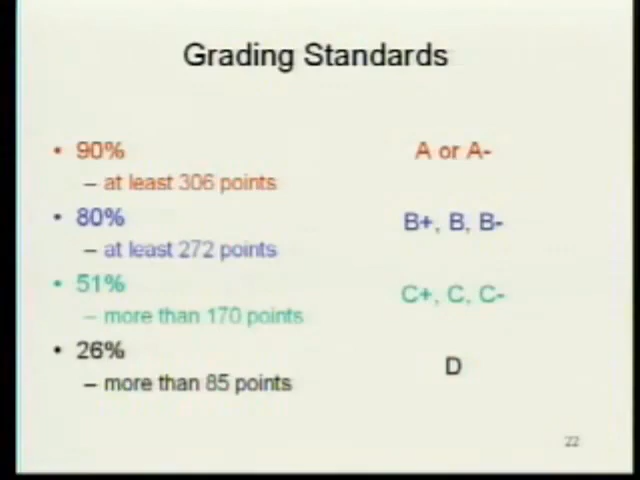 Grading Standards
• 90% A or A-
– at least 306 points
• 80% B+, B, B-
– at least 272 points
• 51% C+, C, C-
– more than 170 points
• 26% D
– more than 85 points
22